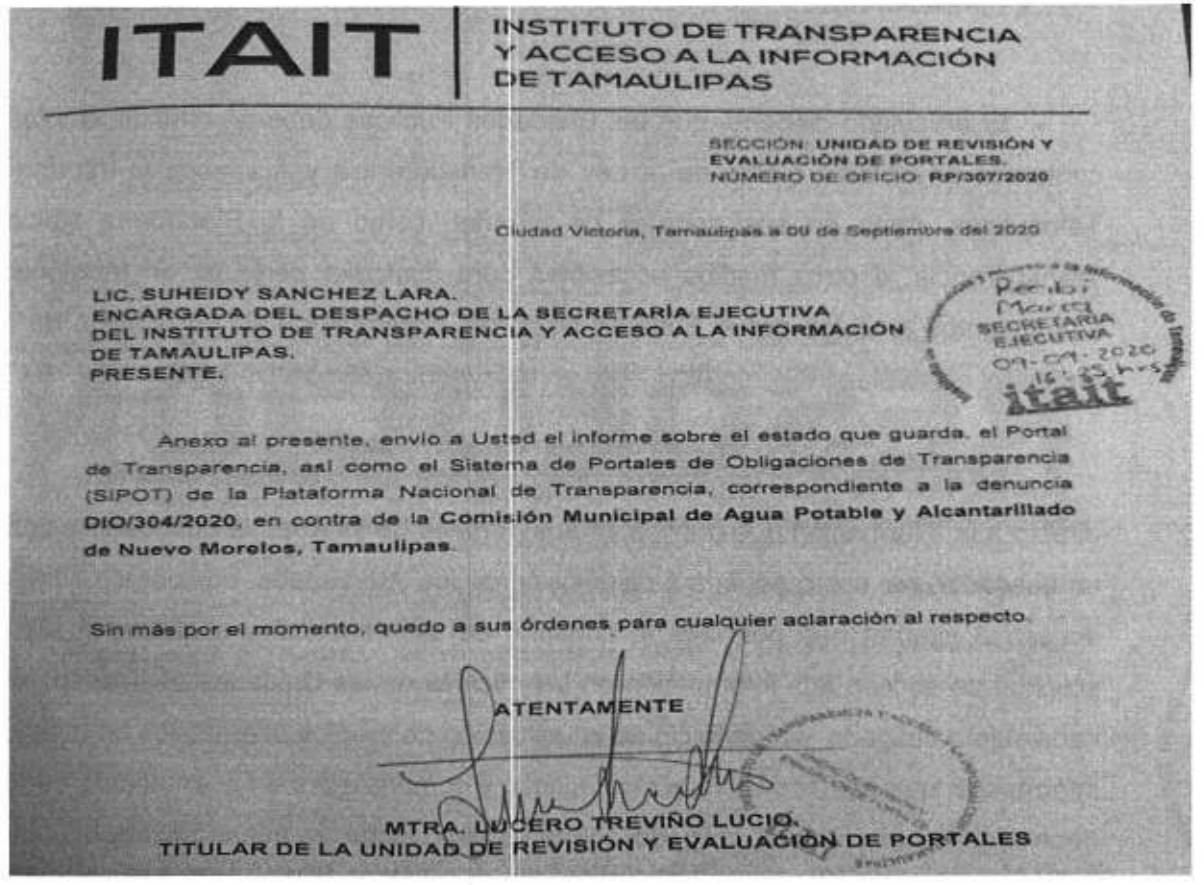 ITAIT
INSTITUTO DE TRANSPARENCIA
Y ACCESO A LA INFORMACIÓN
DE TAMAULIPAS
SECCIÓN: UNIDAD DE REVISIÓN Y
EVALUACIÓN DE PORTALES.
NÚMERO DE OFICIO: RP/307/2020
Ciudad Victoria, Tamaulipas a 09 de Septiembre del 2020
LIC. SUHEIDY SANCHEZ LARA.
ENCARGADA DEL DESPACHO DE LA SECRETARÍA EJECUTIVA
DEL INSTITUTO DE TRANSPARENCIA Y ACCESO A LA INFORMACIÓN
DE TAMAULIPAS.
PRESENTE.
Recibi
SECRETARIA
EJECUTIVA
09-09-2020
16:25 hrs
itait
Anexo al presente, envío a Usted el informe sobre el estado que guarda, el Portal
de Transparencia, así como el Sistema de Portales de Obligaciones de Transparencia
(SIPOT) de la Plataforma Nacional de Transparencia, correspondiente a la denuncia
DIO/304/2020, en contra de la Comisión Municipal de Agua Potable y Alcantarillado
de Nuevo Morelos, Tamaulipas.
Sin más por el momento, quedo a sus órdenes para cualquier aclaración al respecto.
ATENTAMENTE
MTRA. LUCERO TREVIÑO LUCIO.
TITULAR DE LA UNIDAD DE REVISIÓN Y EVALUACIÓN DE PORTALES